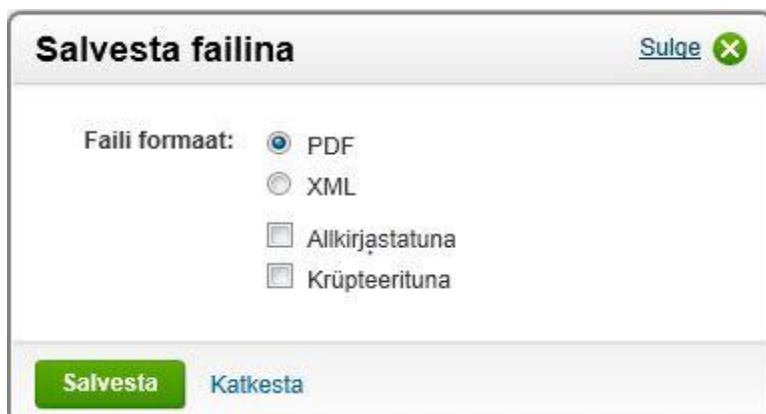 Salvesta failina Sulge
Faili formaat: PDF
XML
Allkirjastatuna
Krüpteerituna
Salvesta Katkesta